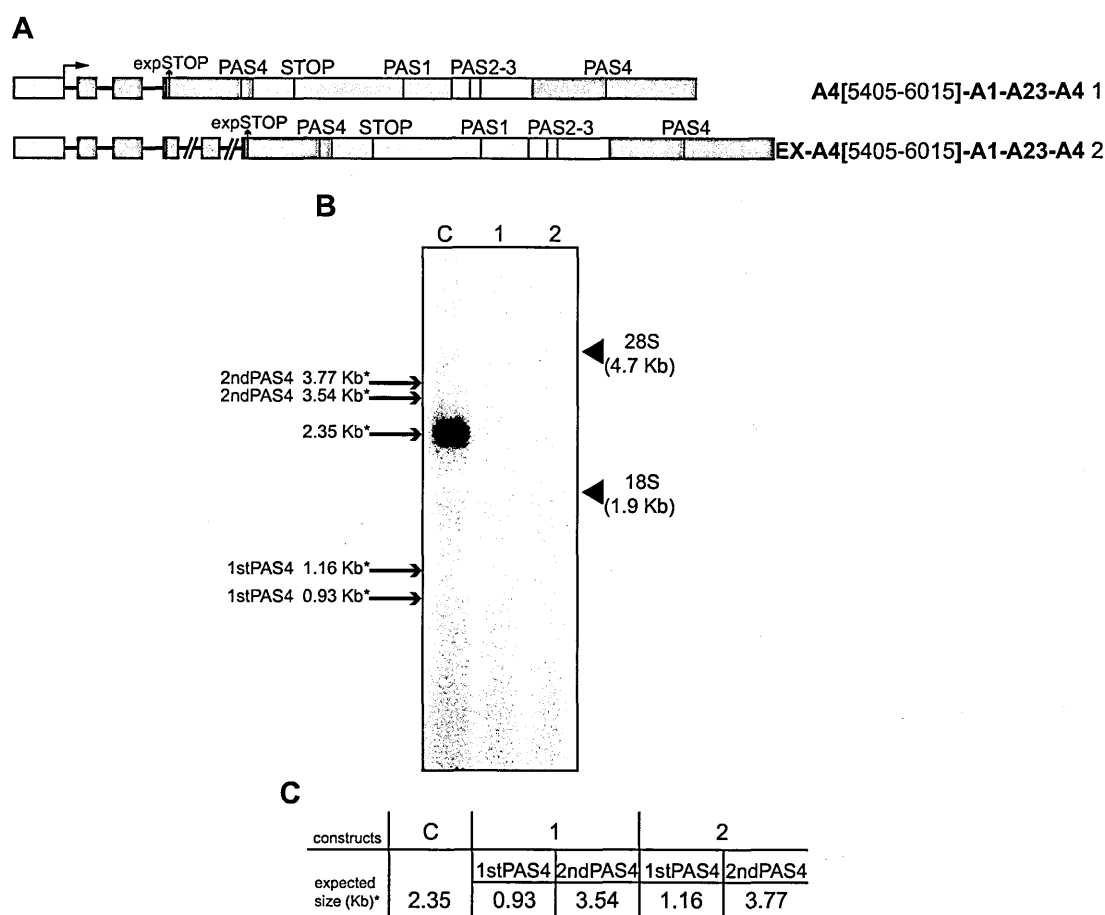 A
expSTOP PAS4 STOP PAS1 PAS2-3 PAS4
A4[5405-6015]-A1-A23-A4 1
expSTOP PAS4 STOP PAS1 PAS2-3 PAS4
EX-A4[5405-6015]-A1-A23-A4 2
B
C 1 2
28S
(4.7 Kb)
2ndPAS4 3.77 Kb*
2ndPAS4 3.54 Kb*
2.35 Kb*
18S
(1.9 Kb)
1stPAS4 1.16 Kb*
1stPAS4 0.93 Kb*
C
constructs C 1 2
1stPAS4 2ndPAS4 1stPAS4 2ndPAS4
expected
size (Kb)* 2.35 0.93 3.54 1.16 3.77